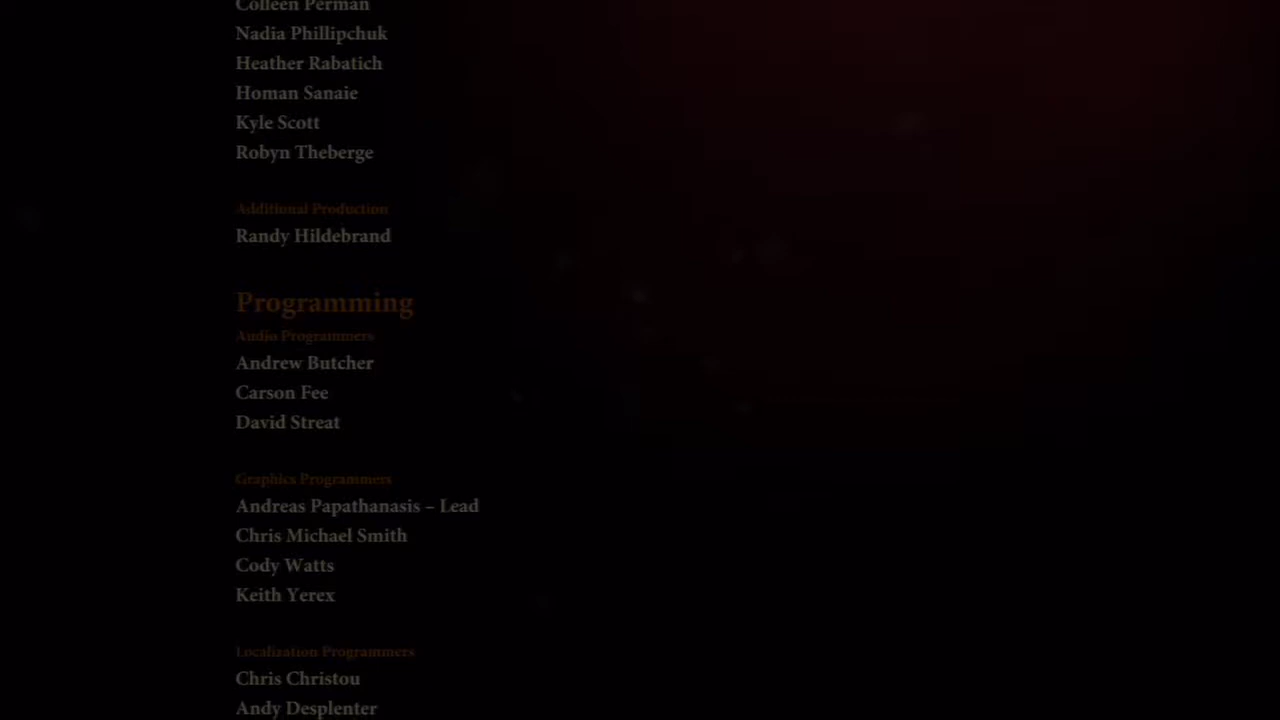 Colleen Perman
Nadia Phillipchuk
Heather Rabatich
Homan Sanaie
Kyle Scott
Robyn Theberge
Additional Production
Randy Hildebrand
Programming
Audio Programmers
Andrew Butcher
Carson Fee
David Streat
Graphics Programmers
Andreas Papathanasis – Lead
Chris Michael Smith
Cody Watts
Keith Yerex
Localization Programmers
Chris Christou
Andy Desplenter